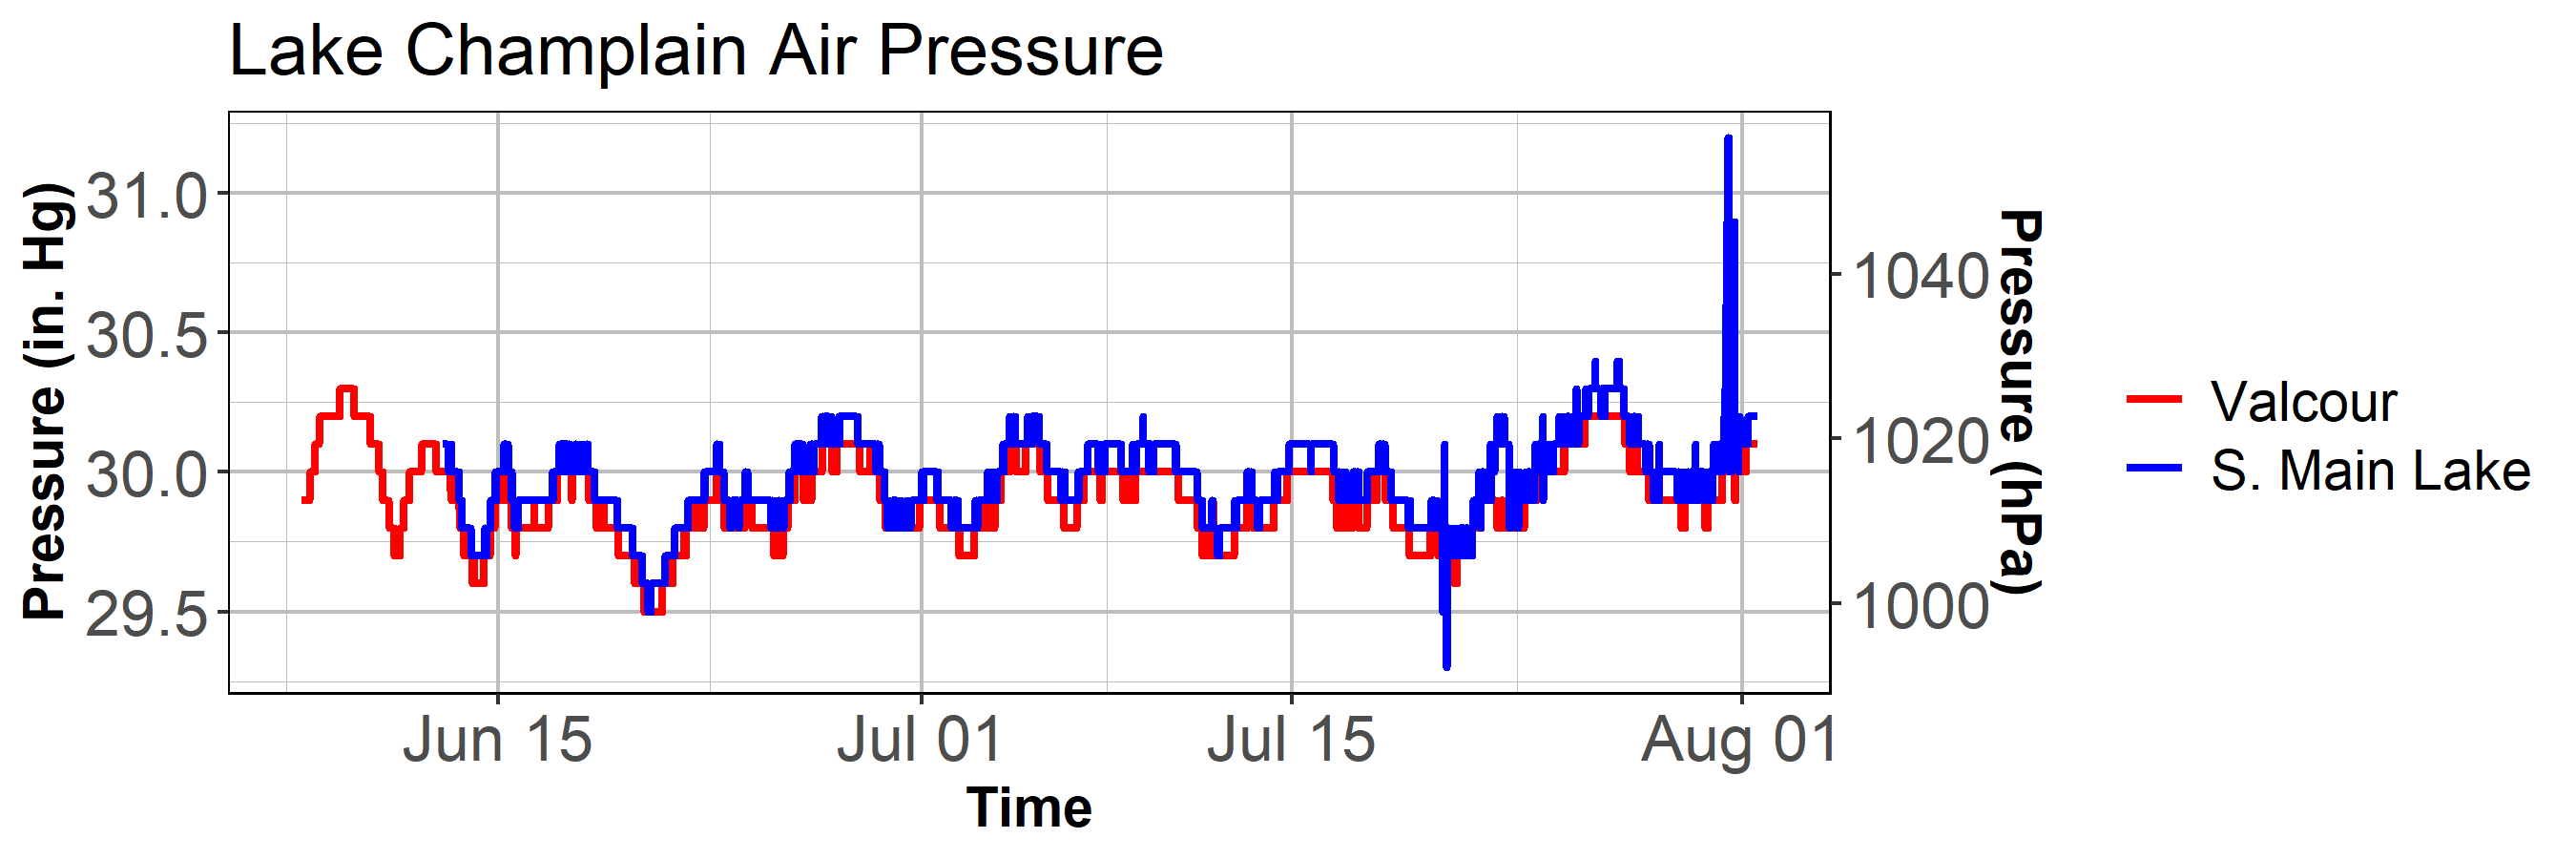 Lake Champlain Air Pressure
Pressure (in. Hg)
31.0
30.5
30.0
29.5
1040
1020
1000
Pressure (hPa)
Jun 15
Jul 01
Jul 15
Aug 01
Time
Valcour
S. Main Lake